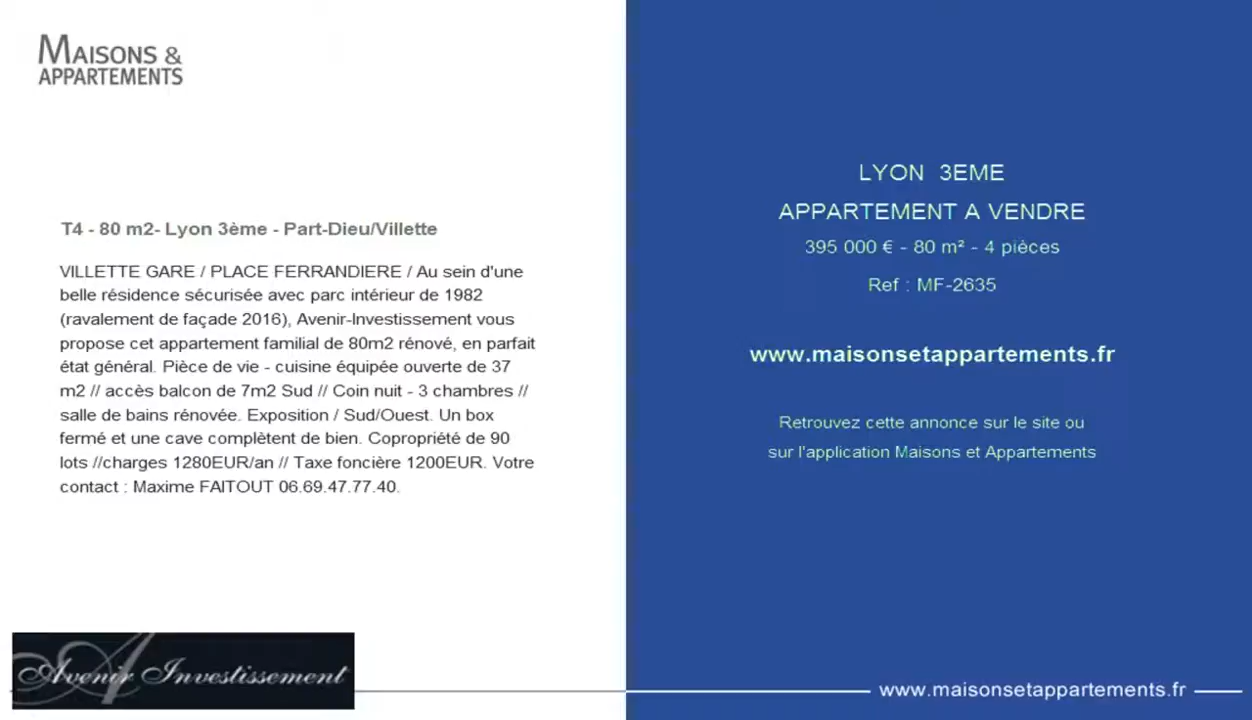 MAISONS &
APPARTEMENTS
T4 - 80 m2- Lyon 3ème - Part-Dieu/Villette
VILLETTE GARE / PLACE FERRANDIERE / Au sein d'une
belle résidence sécurisée avec parc intérieur de 1982
(ravalement de façade 2016), Avenir-Investissement vous
propose cet appartement familial de 80m2 rénové, en parfait
état général. Pièce de vie - cuisine équipée ouverte de 37
m2 // accès balcon de 7m2 Sud // Coin nuit - 3 chambres //
salle de bains rénovée. Exposition / Sud/Ouest. Un box
fermé et une cave complètent de bien. Copropriété de 90
lots //charges 1280EUR/an // Taxe foncière 1200EUR. Votre
contact : Maxime FAITOUT 06.69.47.77.40.
Avenir Investissement
LYON 3EME
APPARTEMENT A VENDRE
395 000 € - 80 m² - 4 pièces
Ref : MF-2635
www.maisonsetappartements.fr
Retrouvez cette annonce sur le site ou
sur l'application Maisons et Appartements
www.maisonsetappartements.fr